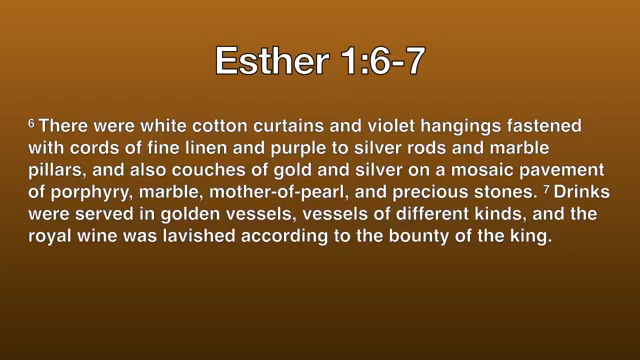 Esther 1:6-7
6 There were white cotton curtains and violet hangings fastened
with cords of fine linen and purple to silver rods and marble
pillars, and also couches of gold and silver on a mosaic pavement
of porphyry, marble, mother-of-pearl, and precious stones. 7 Drinks
were served in golden vessels, vessels of different kinds, and the
royal wine was lavished according to the bounty of the king.